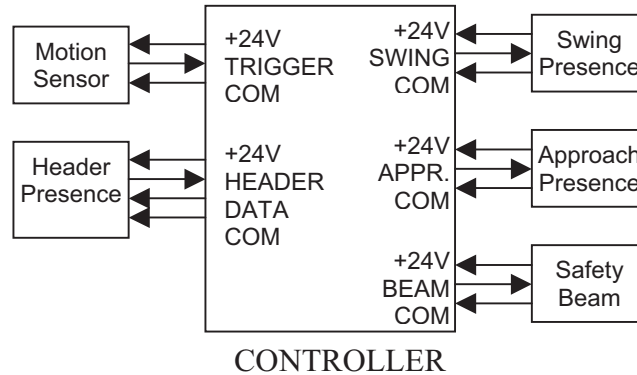 Motion
Sensor
+24V
TRIGGER
COM
Header
Presence
+24V
HEADER
DATA
COM
+24V
SWING
COM
Swing
Presence
+24V
APPR.
COM
Approach
Presence
+24V
BEAM
COM
Safety
Beam
CONTROLLER